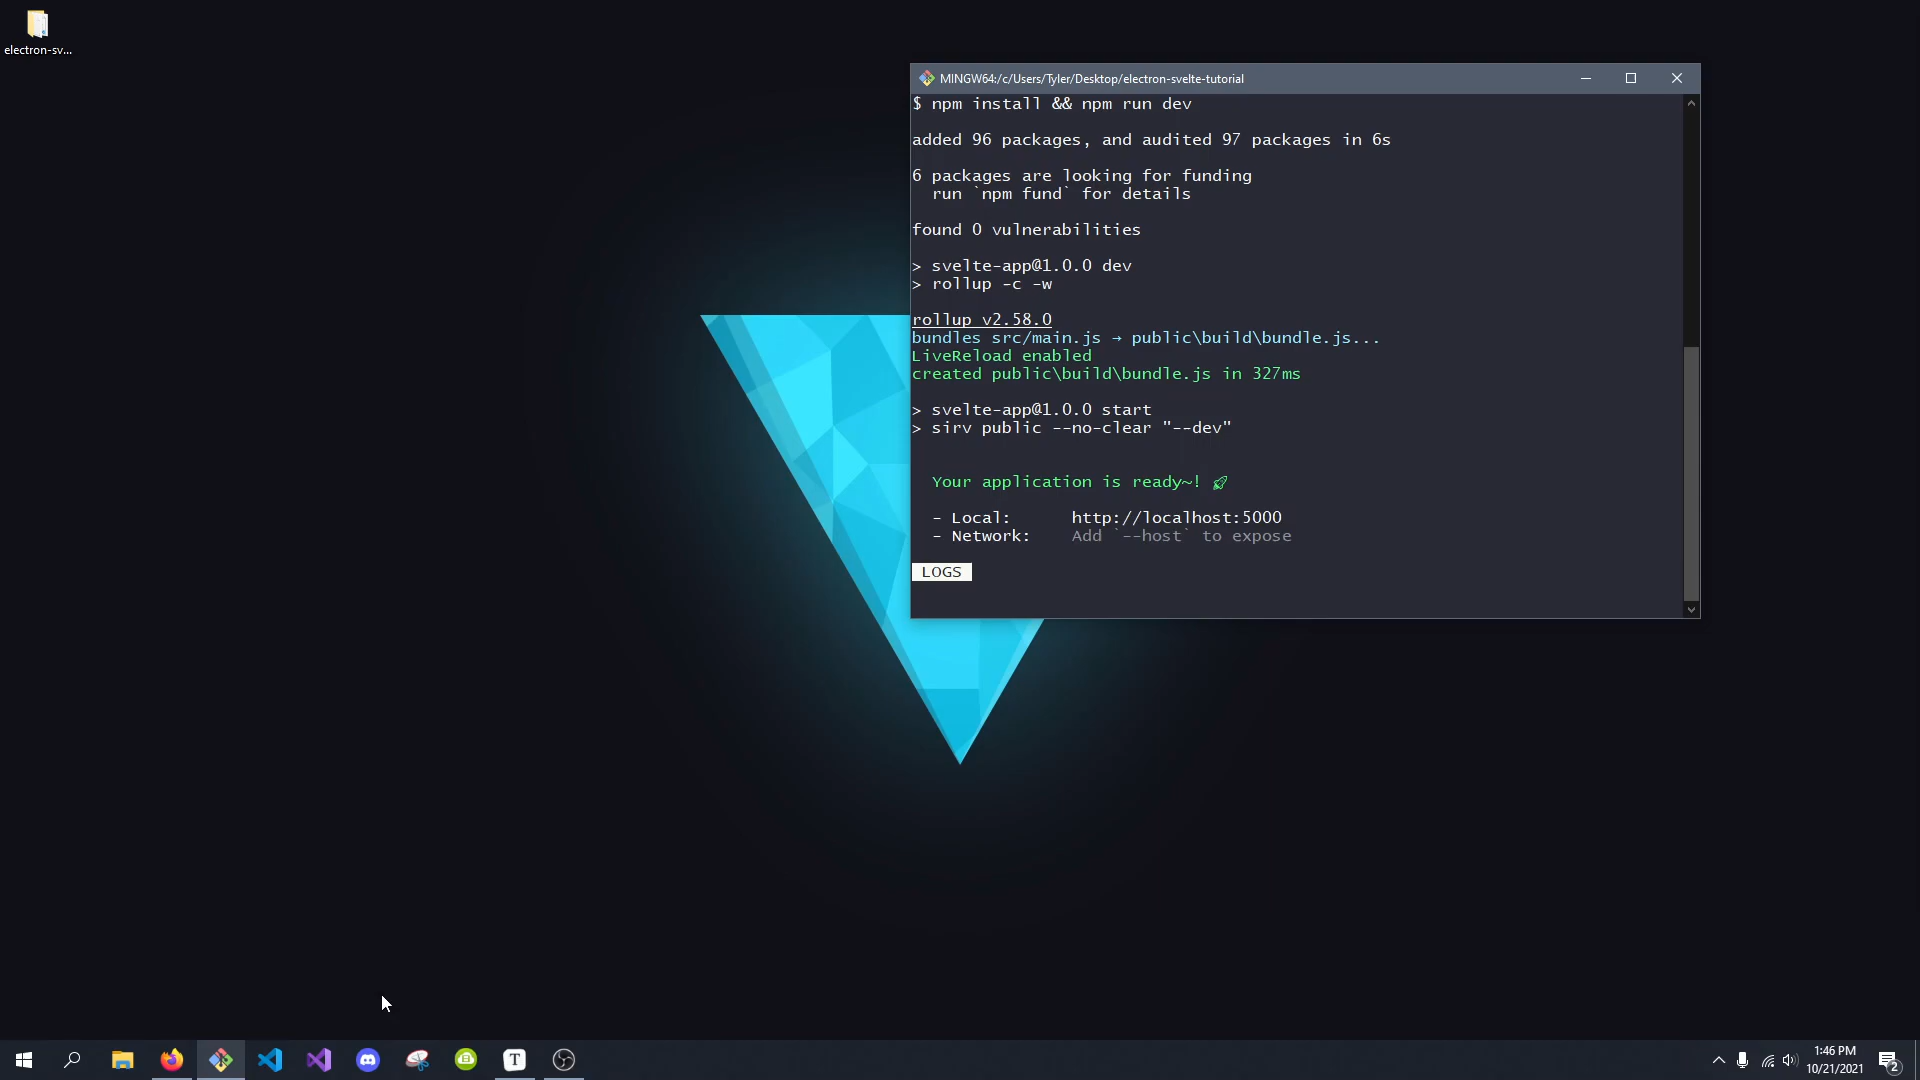 electron-sv...
MINGW64:/c/Users/Tyler/Desktop/electron-svelte-tutorial
$ npm install && npm run dev
added 96 packages, and audited 97 packages in 6s
6 packages are looking for funding
run `npm fund` for details
found 0 vulnerabilities
> svelte-app@1.0.0 dev
> rollup -c -w
rollup v2.58.0
bundles src/main.js → public\build\bundle.js...
LiveReload enabled
created public\build\bundle.js in 327ms
> svelte-app@1.0.0 start
> sirv public --no-clear "--dev"
Your application is ready~! 🚀
- Local: http://localhost:5000
- Network: Add `--host` to expose
LOGS
T
1:46 PM
10/21/2021
2